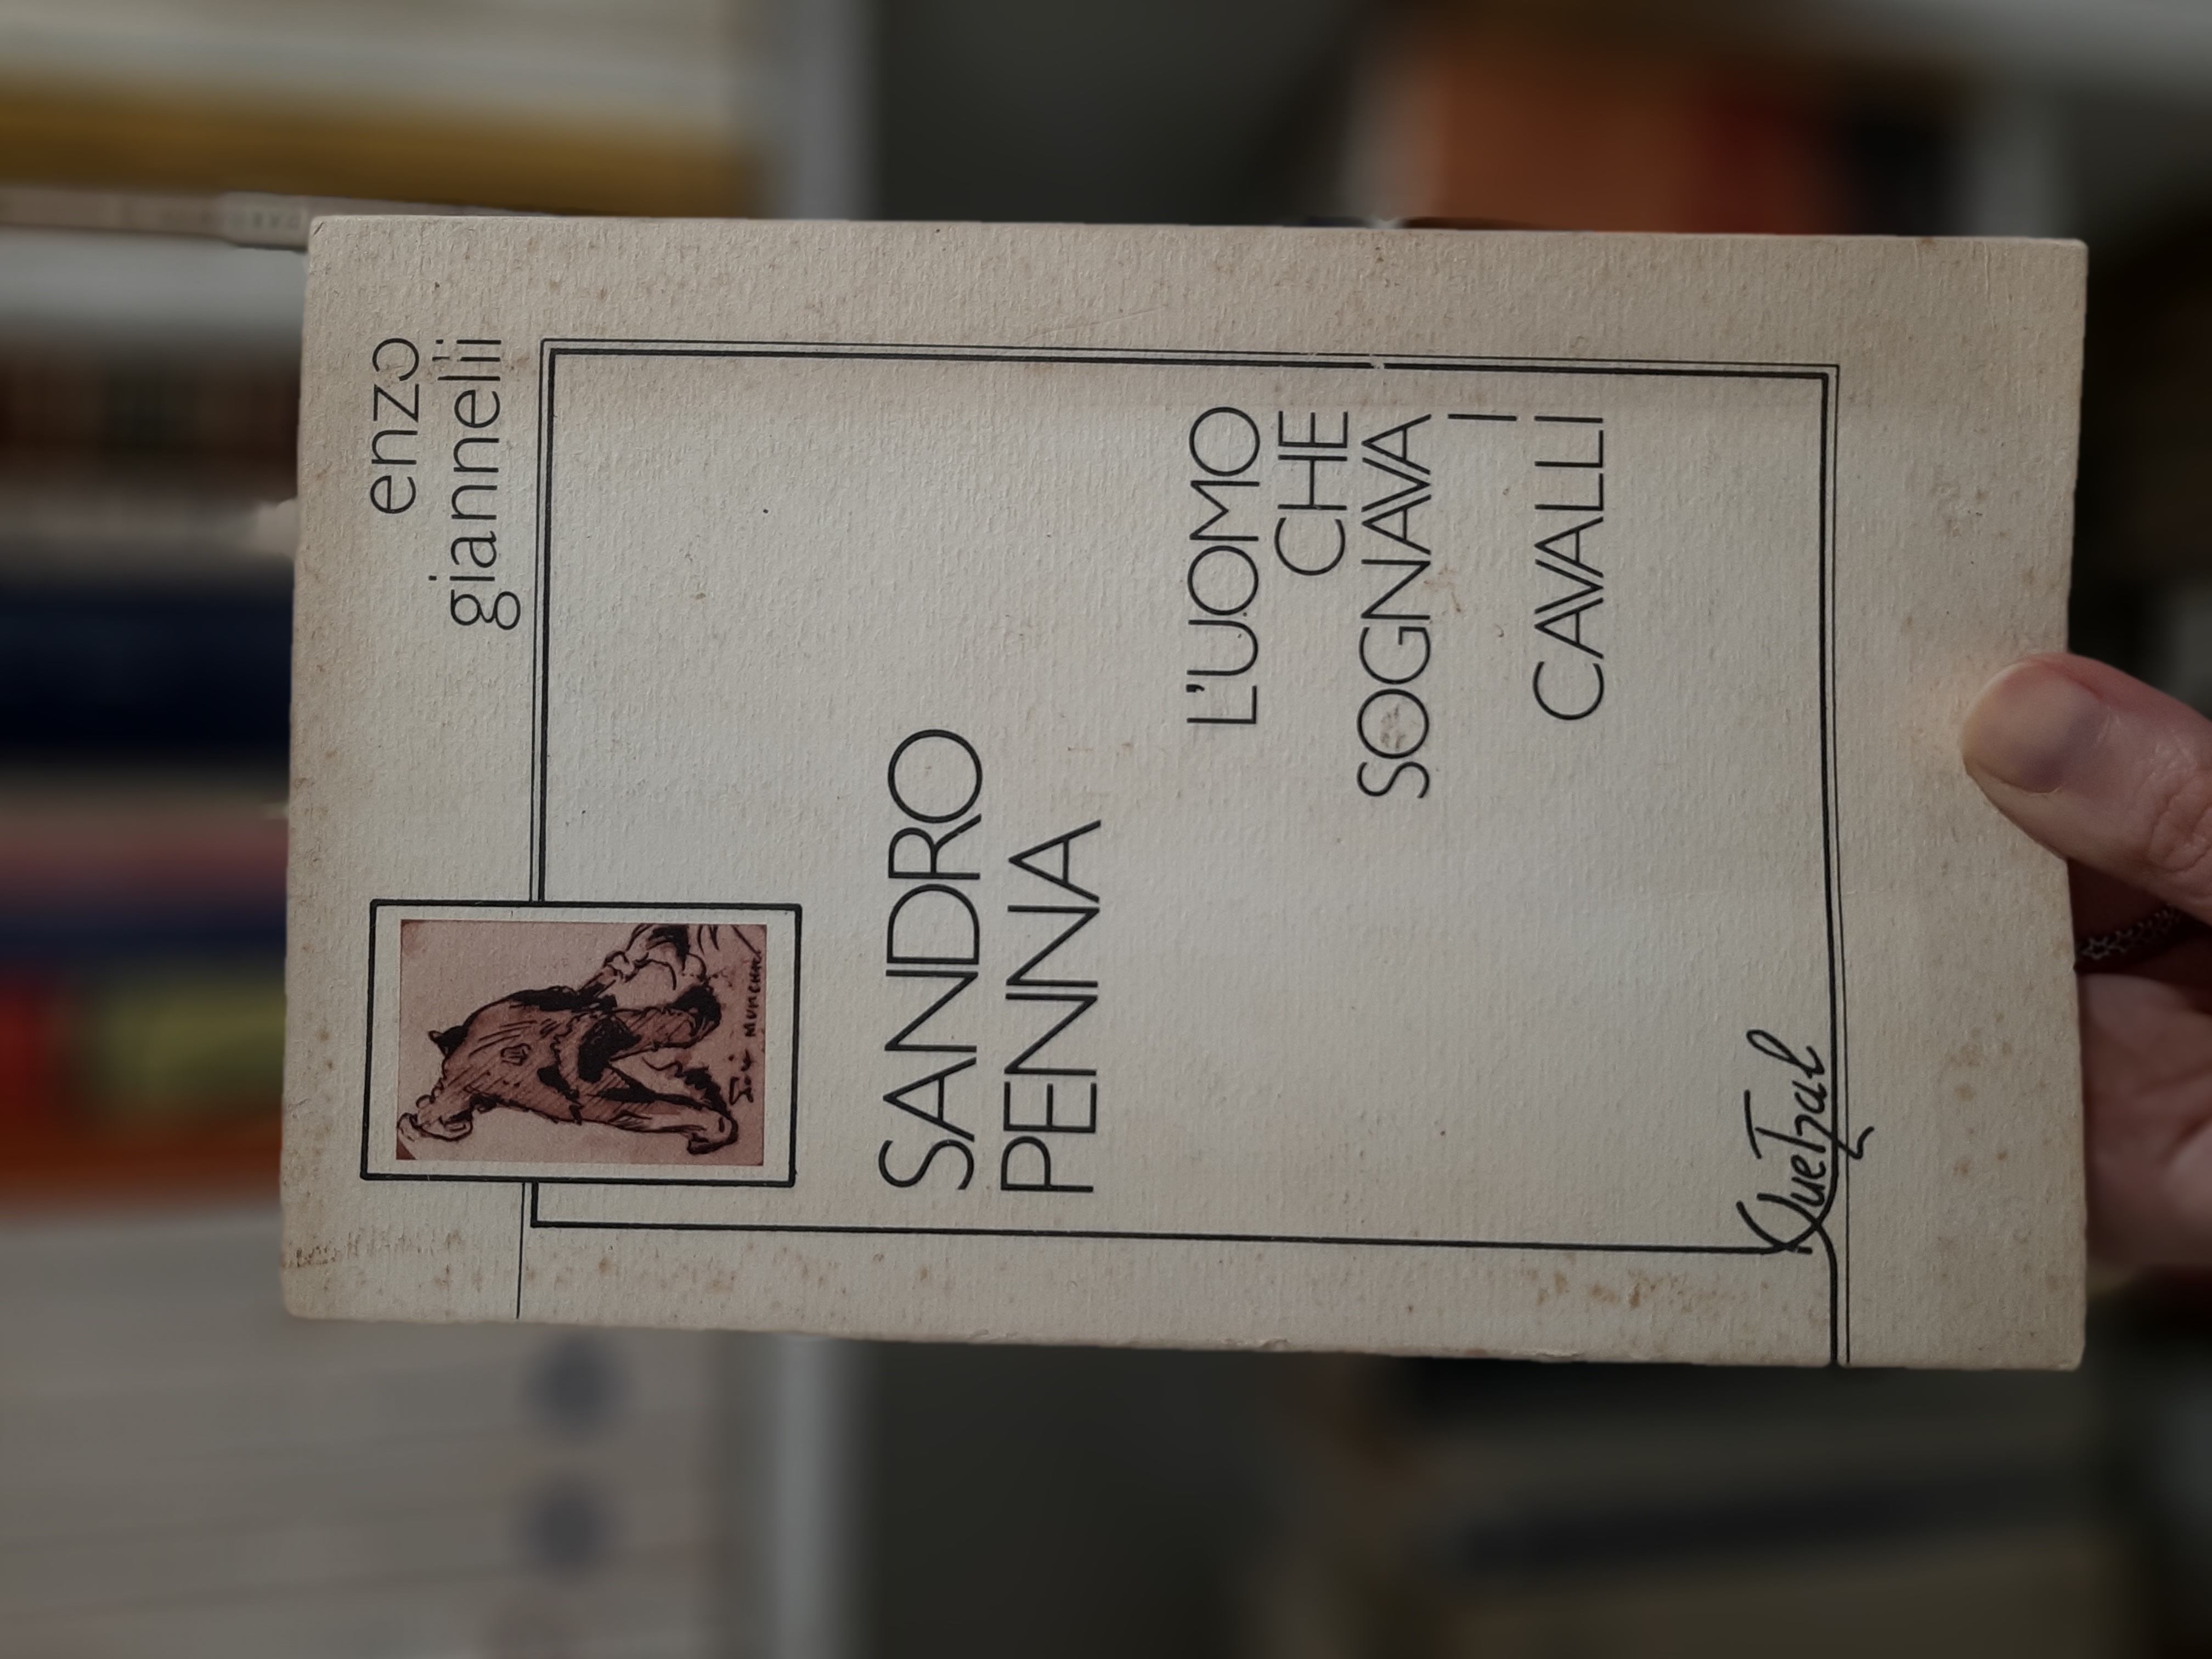 enzo
giannelli
SANDRO
PENNA
L'UOMO
CHE
SOGNAVA
I
CAVALLI
Quetzal